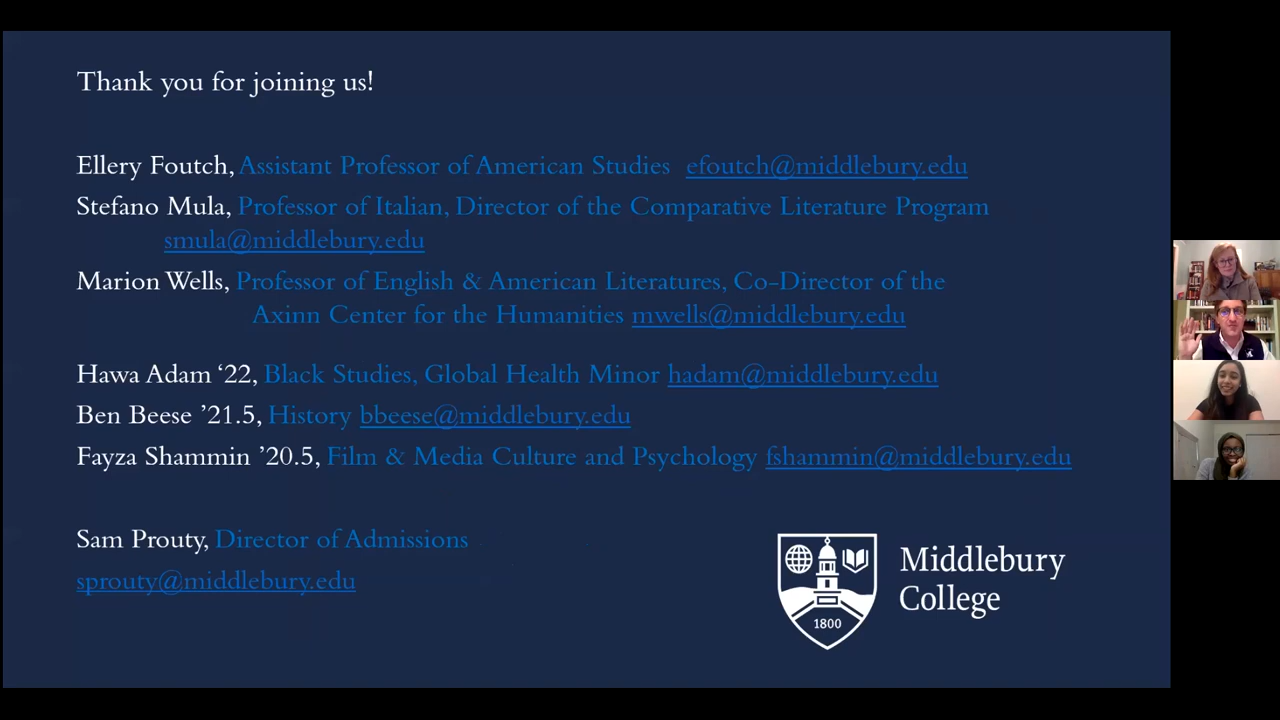 Thank you for joining us!
Ellery Foutch, Assistant Professor of American Studies efoutch@middlebury.edu
Stefano Mula, Professor of Italian, Director of the Comparative Literature Program
smula@middlebury.edu
Marion Wells, Professor of English & American Literatures, Co-Director of the
Axinn Center for the Humanities mwells@middlebury.edu
Hawa Adam ‘22, Black Studies, Global Health Minor hadam@middlebury.edu
Ben Beese ’21.5, History bbeese@middlebury.edu
Fayza Shammin ’20.5, Film & Media Culture and Psychology fshammin@middlebury.edu
Sam Prouty, Director of Admissions
sprouty@middlebury.edu
Middlebury
College
1800